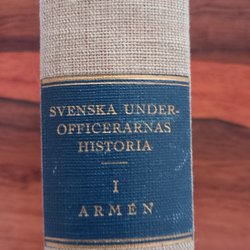 SVENSKA UNDER-
OFFICERARNAS
HISTORIA
I
ARMÉN